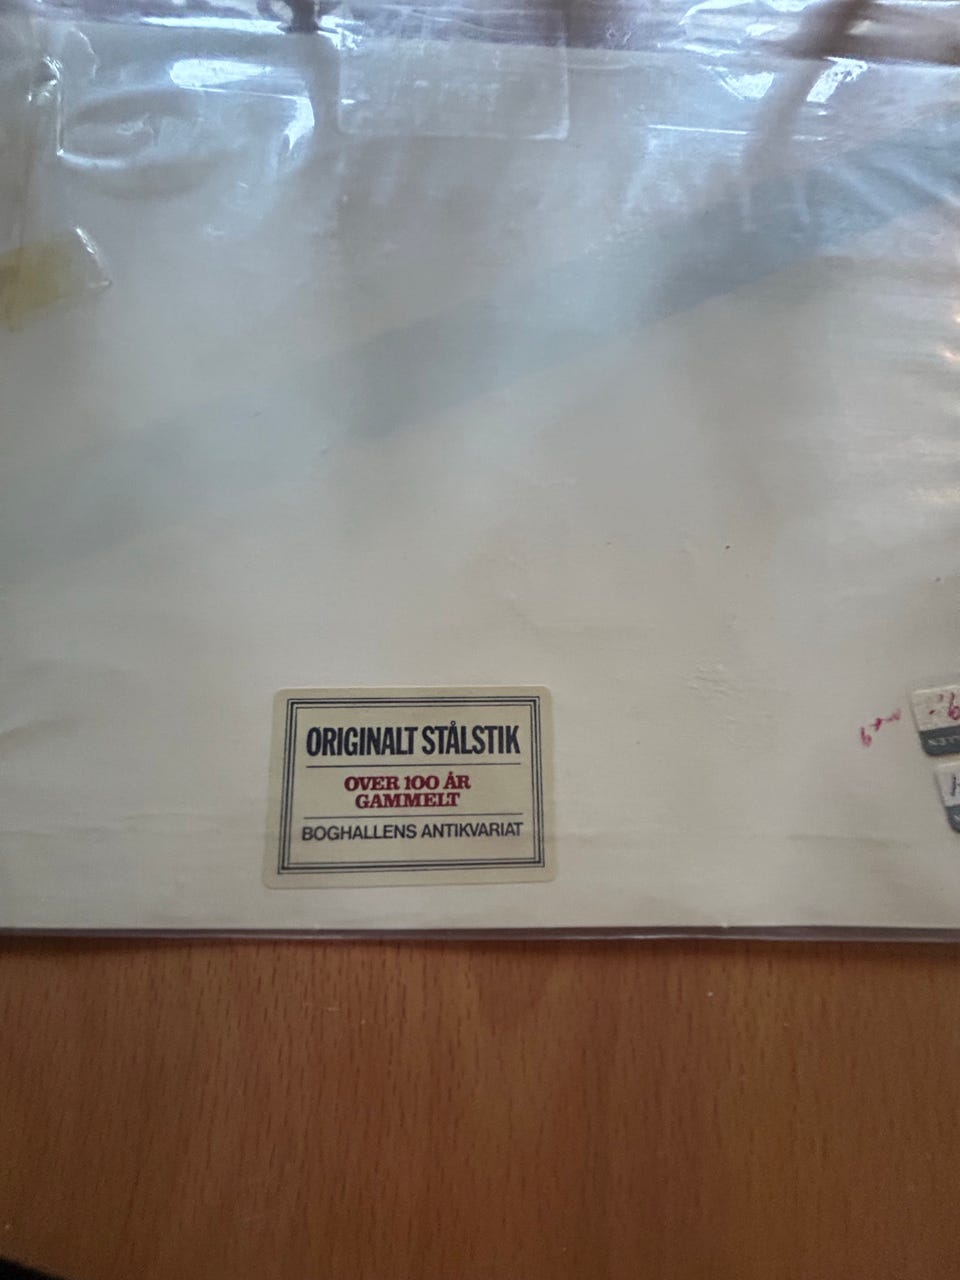 ORIGINALT STÅLSTIK
OVER 100 ÅR
GAMMELT
BOGHALLENS ANTIKVARIAT